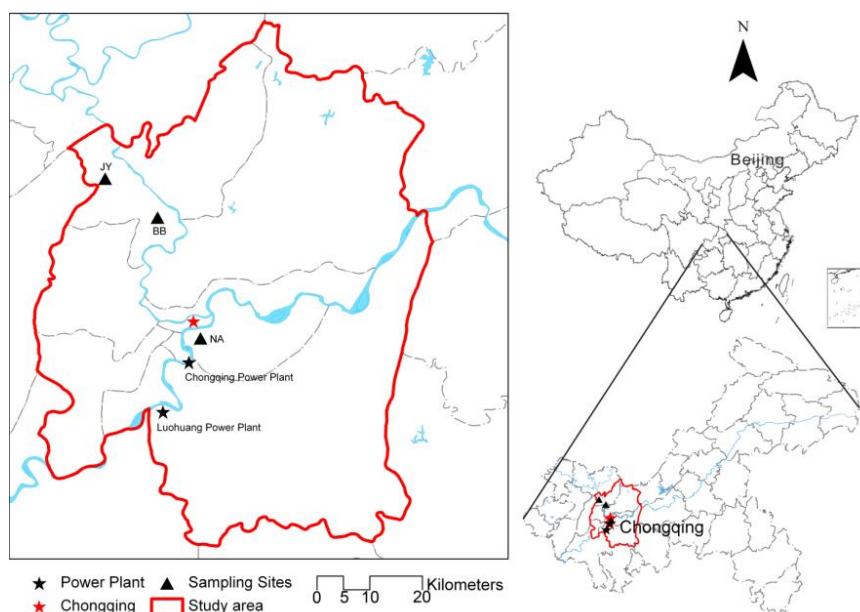 JY
BB
NA
Chongqing Power Plant
Luohuang Power Plant
N
Beijing
Chongqing
Power Plant
Sampling Sites
Kilometers
Chongqing
Study area
0 5 10 20